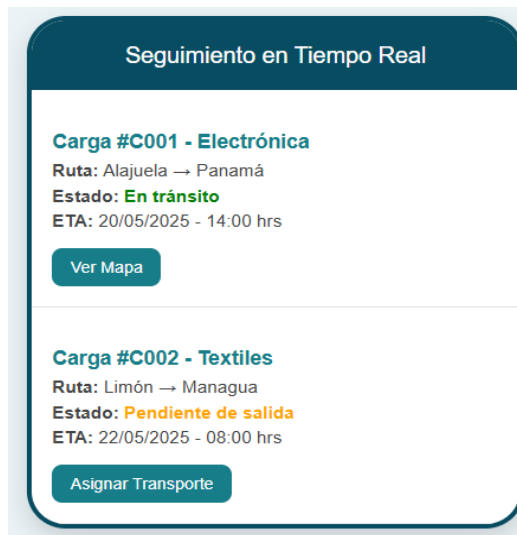 Seguimiento en Tiempo Real
Carga #C001 - Electrónica
Ruta: Alajuela → Panamá
Estado: En tránsito
ETA: 20/05/2025 - 14:00 hrs
Ver Mapa
Carga #C002 - Textiles
Ruta: Limón → Managua
Estado: Pendiente de salida
ETA: 22/05/2025 - 08:00 hrs
Asignar Transporte